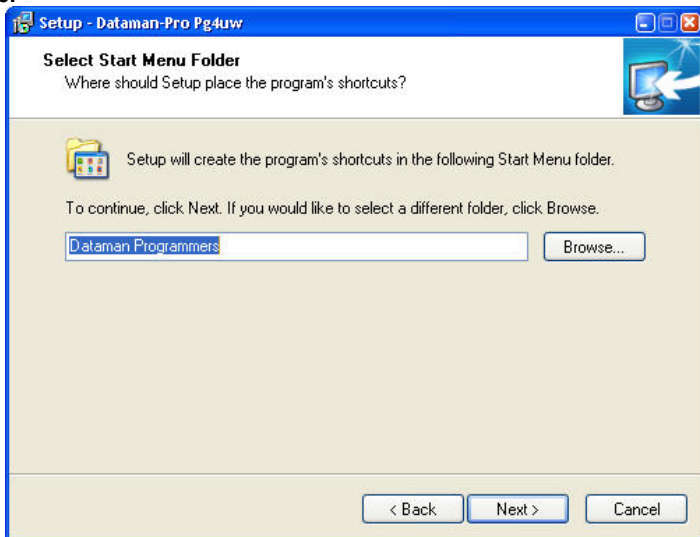 Setup - Dataman-Pro Pg4uw
Select Start Menu Folder
Where should Setup place the program's shortcuts?
Setup will create the program's shortcuts in the following Start Menu folder.
To continue, click Next. If you would like to select a different folder, click Browse.
Dataman Programmers
Browse...
< Back
Next >
Cancel